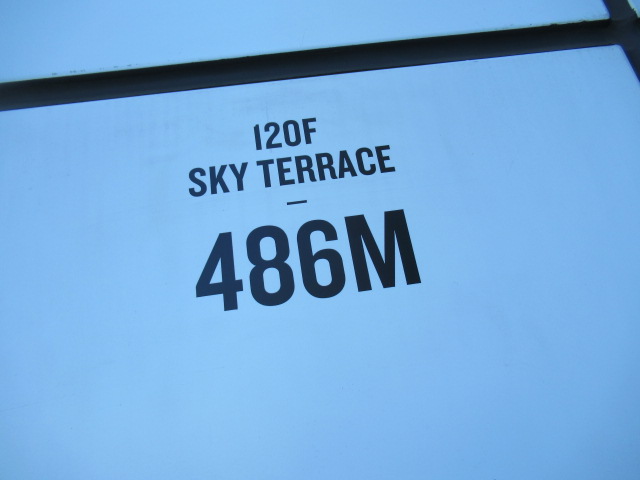 120F
SKY TERRACE
—
486M